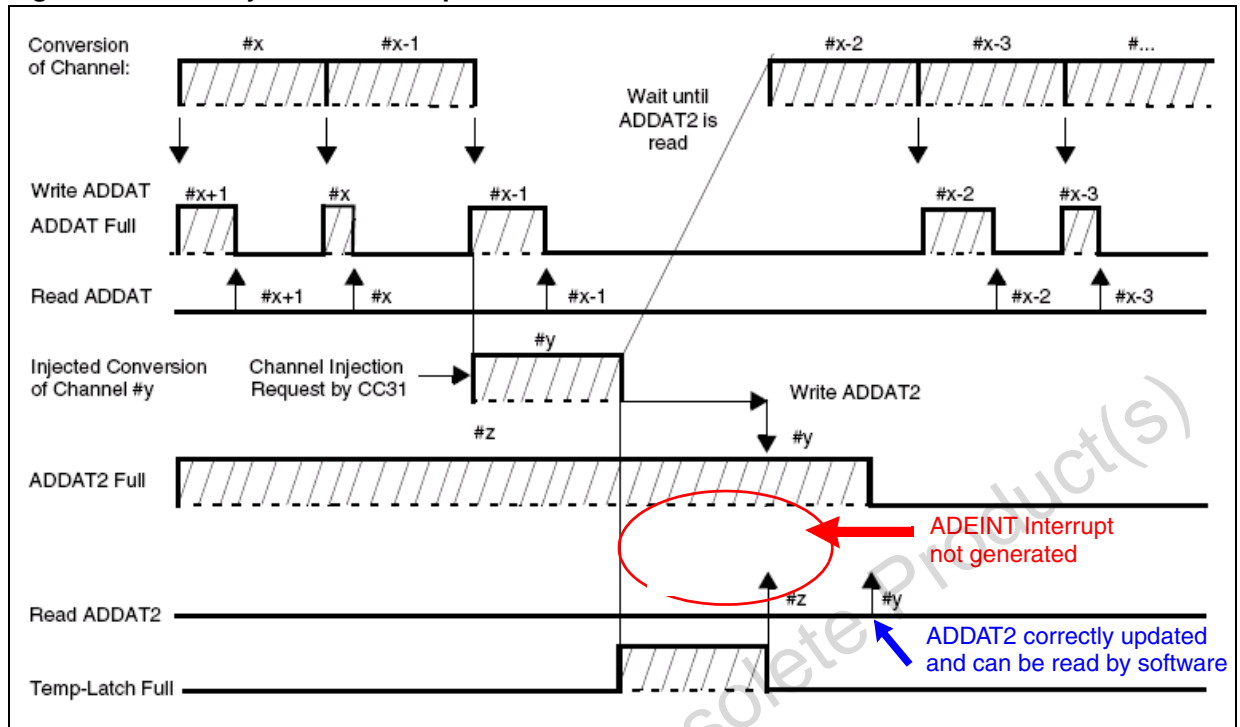 #x #x-1 #x-2 #x-3 #...
Conversion
of Channel:
Wait until
ADDAT2 is
read
Write ADDAT
#x+1 #x #x-1 #x-2 #x-3
ADDAT Full
Read ADDAT #x+1 #x #x-1 #x-2 #x-3
#y
Injected Conversion
of Channel #y
Channel Injection
Request by CC31
Write ADDAT2
#z #y
ADDAT2 Full
ADEINT Interrupt
not generated
#z #y
Read ADDAT2
ADDAT2 correctly updated
and can be read by software
Temp-Latch Full
solete Product(s)